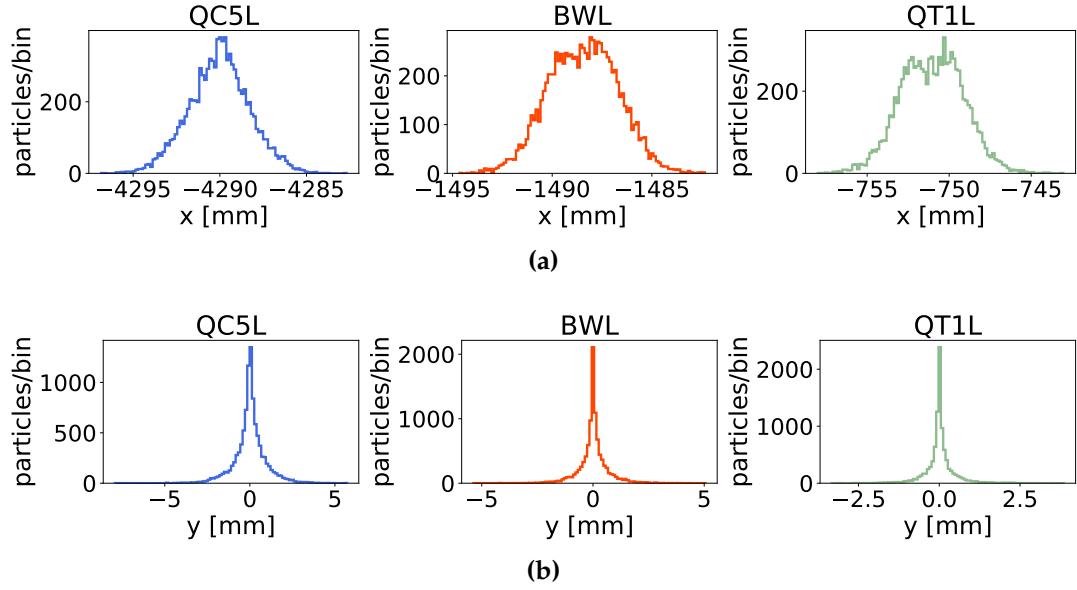 QC5L BWL QT1L
particles/bin particles/bin particles/bin
200
0
200
100
0
200
0
−4295 −4290 −4285 −1495 −1490 −1485 −755 −750 −745
x [mm] x [mm] x [mm]
(a)
QC5L BWL QT1L
particles/bin particles/bin particles/bin
1000
500
0
2000
1000
0
2000
1000
0
−5 0 5 −5 0 5 −2.5 0.0 2.5
y [mm] y [mm] y [mm]
(b)